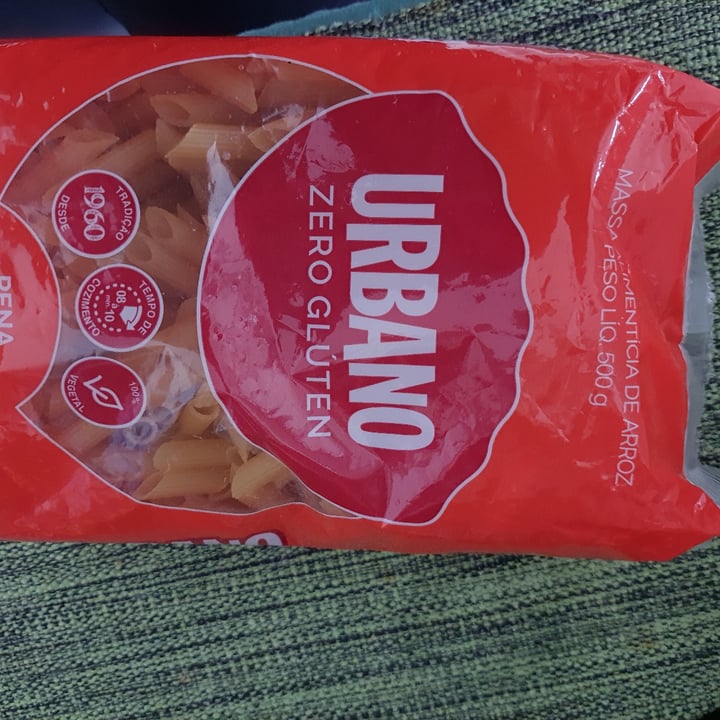 MASSA ALIMENTÍCIA DE ARROZ
PESO LÍQ. 500 g
URBANO
ZERO GLÚTEN
TRADIÇÃO
1960
DESDE
TEMPO DE
08 a 10
min.
COZIMENTO
100%
VEGETAL
PENA